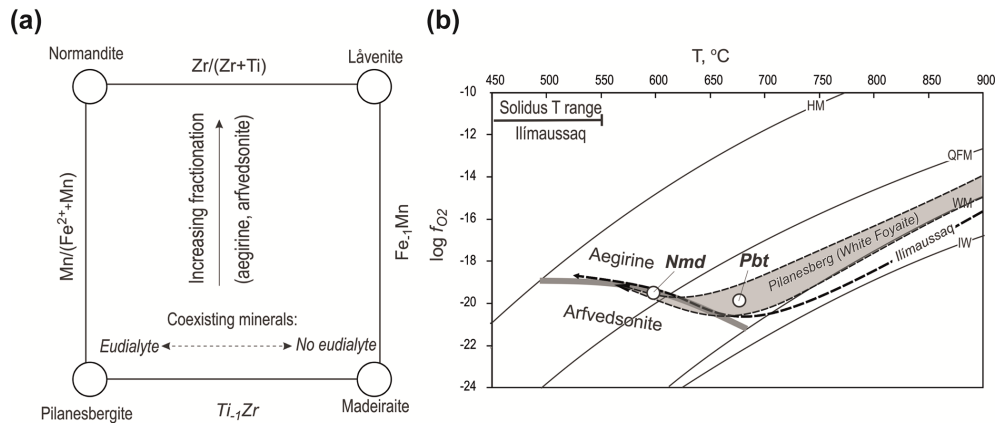 (a)
Normandite
Låvenite
Zr/(Zr+Ti)
Mn/(Fe²⁺+Mn)
Increasing fractionation
(aegirine, arfvedsonite)
Fe₋₁Mn
Coexisting minerals:
Eudialyte
No eudialyte
Pilanesbergite
Madeiraite
Ti₋₁Zr
(b)
T, °C
450 500 550 600 650 700 750 800 850 900
log fO2
-10
-12
-14
-16
-18
-20
-22
-24
Solidus T range
Ilímaussaq
HM
QFM
WM
IW
Pilanesberg (White Foyaite)
Ilímaussaq
Aegirine
Nmd
Pbt
Arfvedsonite